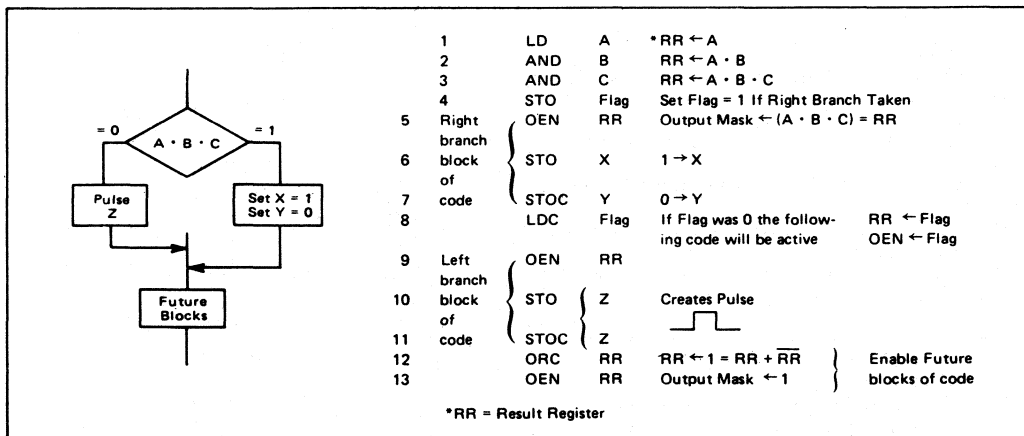 = 0
= 1
A · B · C
Pulse
Z
Set X = 1
Set Y = 0
Future
Blocks
1 LD A *RR ← A
2 AND B RR ← A · B
3 AND C RR ← A · B · C
4 STO Flag Set Flag = 1 If Right Branch Taken
5 Right OEN RR Output Mask ← (A · B · C) = RR
branch
6 block STO X 1 → X
of
7 code STOC Y 0 → Y
8 LDC Flag If Flag was 0 the follow- RR ← Flag
ing code will be active OEN ← Flag
9 Left OEN RR
branch
10 block STO Z Creates Pulse
of
11 code STOC Z
12 ORC RR RR ← 1 = RR + R̅R̅ Enable Future
13 OEN RR Output Mask ← 1 blocks of code
*RR = Result Register